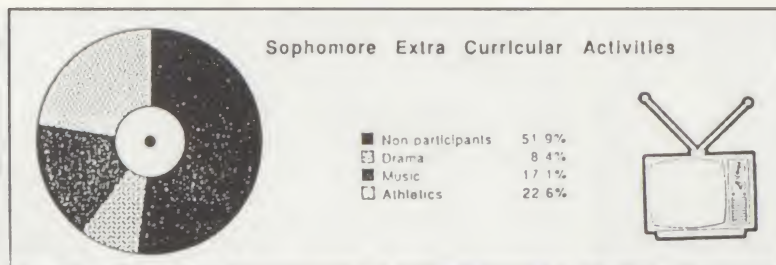 Sophomore Extra Curricular Activities
Non participants 51.9%
Drama 8.4%
Music 17.1%
Athletics 22.6%